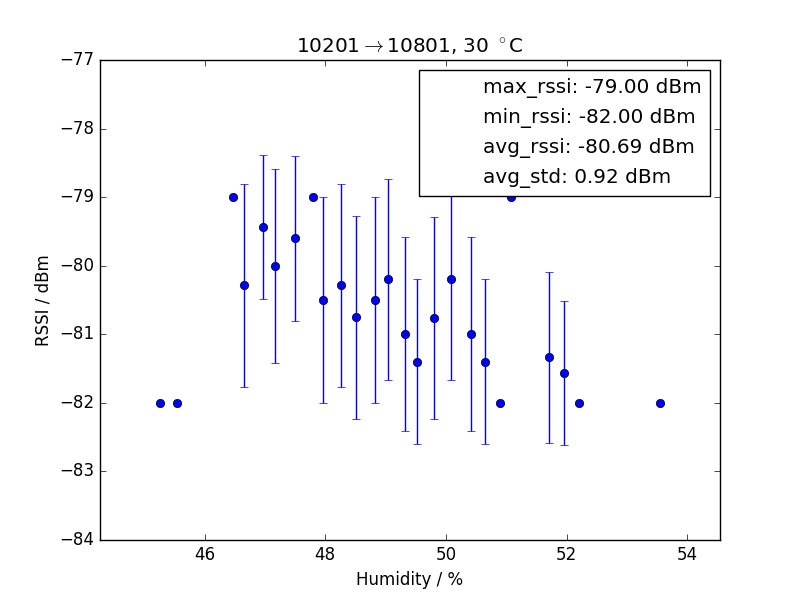 10201→10801, 30 °C
max_rssi: -79.00 dBm
min_rssi: -82.00 dBm
avg_rssi: -80.69 dBm
avg_std: 0.92 dBm
RSSI / dBm
−77
−78
−79
−80
−81
−82
−83
−84
46 48 50 52 54
Humidity / %